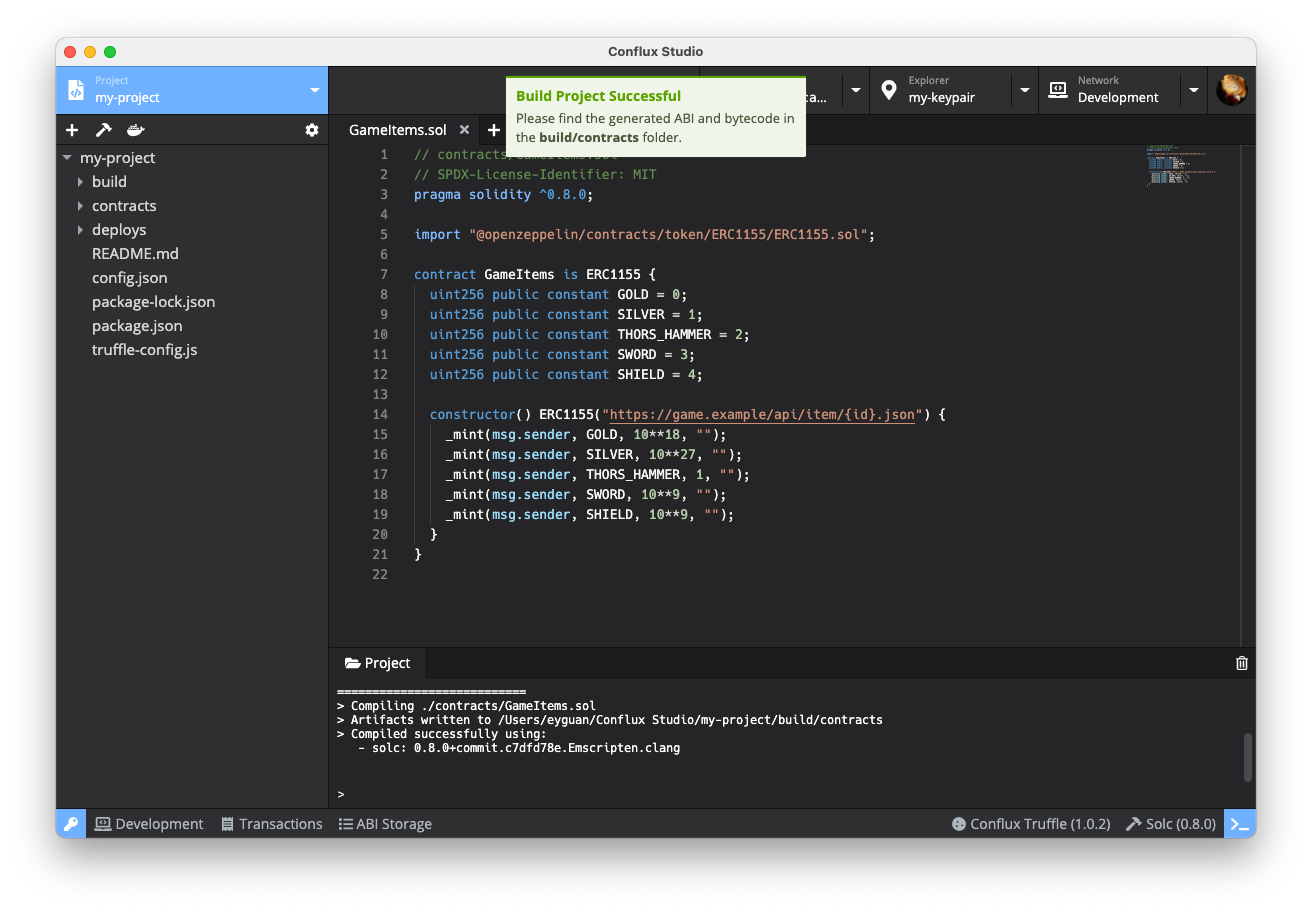 Conflux Studio
Project
my-project
ca...
Explorer
my-keypair
Network
Development
Build Project Successful
Please find the generated ABI and bytecode in
the build/contracts folder.
GameItems.sol
my-project
build
contracts
deploys
README.md
config.json
package-lock.json
package.json
truffle-config.js
1 // contracts/GameItems.sol
2 // SPDX-License-Identifier: MIT
3 pragma solidity ^0.8.0;
4
5 import "@openzeppelin/contracts/token/ERC1155/ERC1155.sol";
6
7 contract GameItems is ERC1155 {
8 uint256 public constant GOLD = 0;
9 uint256 public constant SILVER = 1;
10 uint256 public constant THORS_HAMMER = 2;
11 uint256 public constant SWORD = 3;
12 uint256 public constant SHIELD = 4;
13
14 constructor() ERC1155("https://game.example/api/item/{id}.json") {
15 _mint(msg.sender, GOLD, 10**18, "");
16 _mint(msg.sender, SILVER, 10**27, "");
17 _mint(msg.sender, THORS_HAMMER, 1, "");
18 _mint(msg.sender, SWORD, 10**9, "");
19 _mint(msg.sender, SHIELD, 10**9, "");
20 }
21 }
22
Project
===========================
> Compiling ./contracts/GameItems.sol
> Artifacts written to /Users/eyguan/Conflux Studio/my-project/build/contracts
> Compiled successfully using:
- solc: 0.8.0+commit.c7dfd78e.Emscripten.clang
>
Development
Transactions
ABI Storage
Conflux Truffle (1.0.2)
Solc (0.8.0)